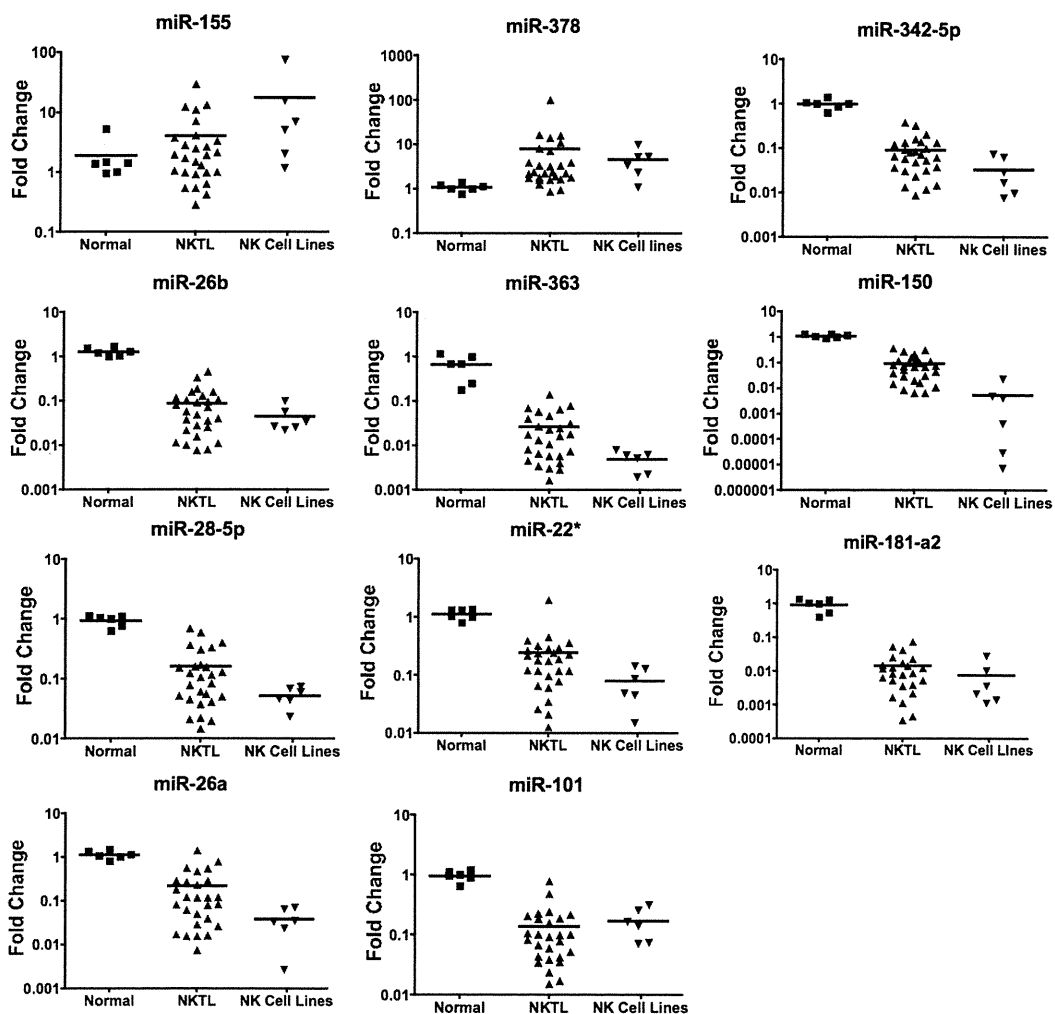 miR-155
Fold Change
100
10
1
0.1
Normal NKTL NK Cell Lines
miR-378
Fold Change
1000
100
10
1
0.1
Normal NKTL NK Cell lines
miR-342-5p
Fold Change
10
1
0.1
0.01
0.001
Normal NKTL Nk Cell lines
miR-26b
Fold Change
10
1
0.1
0.01
0.001
Normal NKTL NK Cell Lines
miR-363
Fold Change
10
1
0.1
0.01
0.001
Normal NKTL NK Cell Lines
miR-150
Fold Change
10
1
0.1
0.01
0.001
0.0001
0.00001
0.000001
Normal NKTL NK Cell Lines
miR-28-5p
Fold Change
10
1
0.1
0.01
Normal NKTL NK Cell Lines
miR-22*
Fold Change
10
1
0.1
0.01
Normal NKTL NK Cell Lines
miR-181-a2
Fold Change
10
1
0.1
0.01
0.001
0.0001
Normal NKTL NK Cell LInes
miR-26a
Fold Change
10
1
0.1
0.01
0.001
Normal NKTL NK Cell Lines
miR-101
Fold Change
10
1
0.1
0.01
Normal NKTL NK Cell Lines